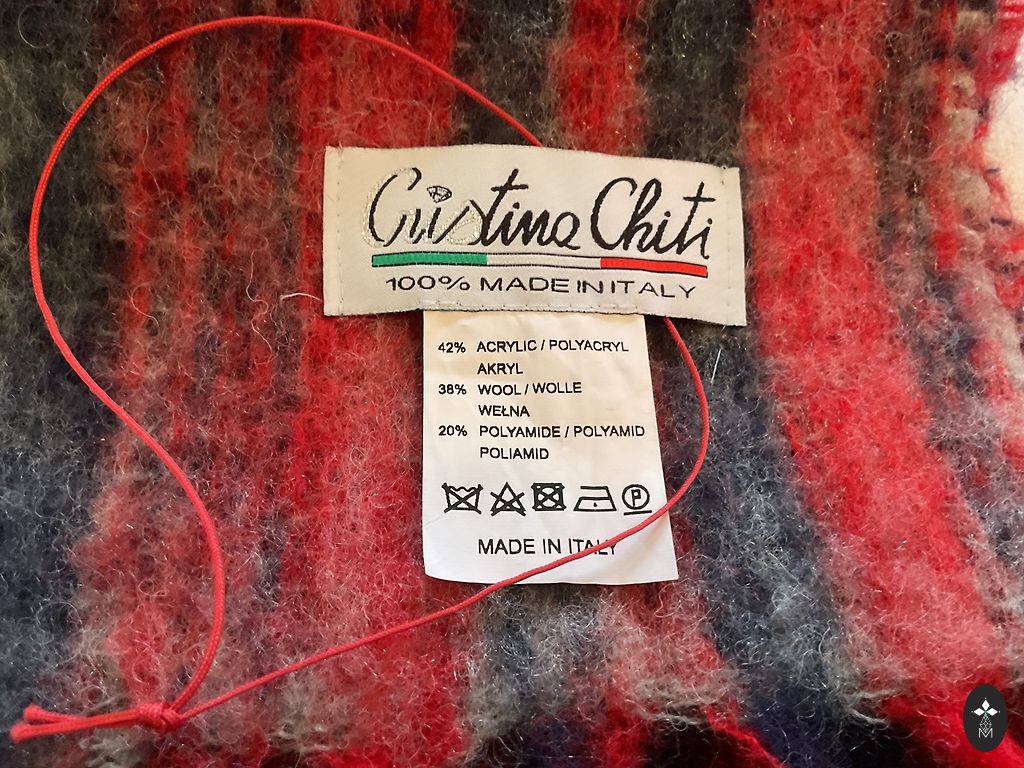 Cristina Chiti
100% MADE IN ITALY
42% ACRYLIC / POLYACRYL
AKRYL
38% WOOL / WOLLE
WEŁNA
20% POLYAMIDE / POLYAMID
POLIAMID
P
MADE IN ITALY
M